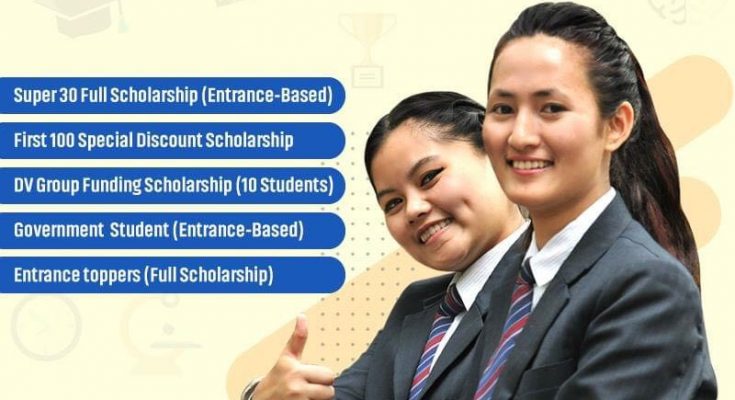 Super 30 Full Scholarship (Entrance-Based)
First 100 Special Discount Scholarship
DV Group Funding Scholarship (10 Students)
Government Student (Entrance-Based)
Entrance toppers (Full Scholarship)